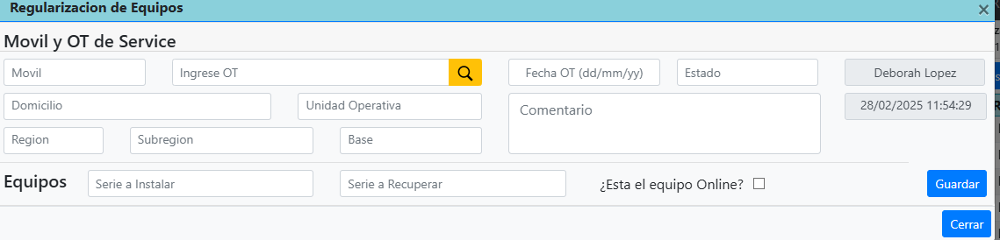 Regularizacion de Equipos ×
Movil y OT de Service
Movil Ingrese OT Fecha OT (dd/mm/yy) Estado Deborah Lopez
Domicilio Unidad Operativa Comentario 28/02/2025 11:54:29
Region Subregion Base
Equipos Serie a Instalar Serie a Recuperar ¿Esta el equipo Online? Guardar
Cerrar